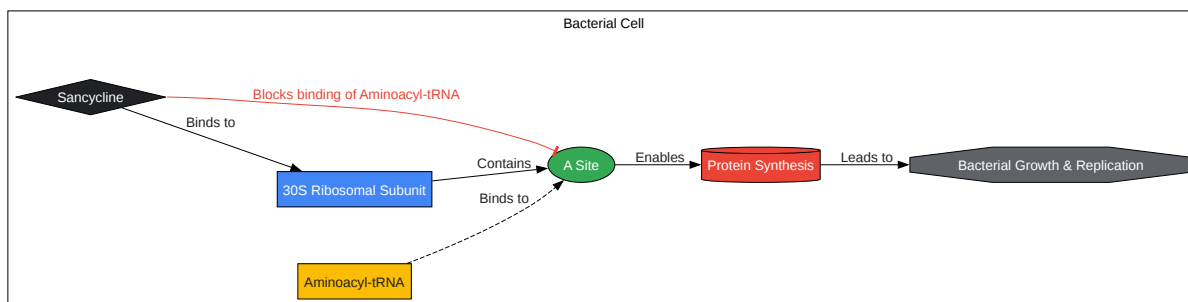 Bacterial Cell
Sancycline
Blocks binding of Aminoacyl-tRNA
Binds to
30S Ribosomal Subunit
Contains
A Site
Enables
Protein Synthesis
Leads to
Bacterial Growth & Replication
Binds to
Aminoacyl-tRNA